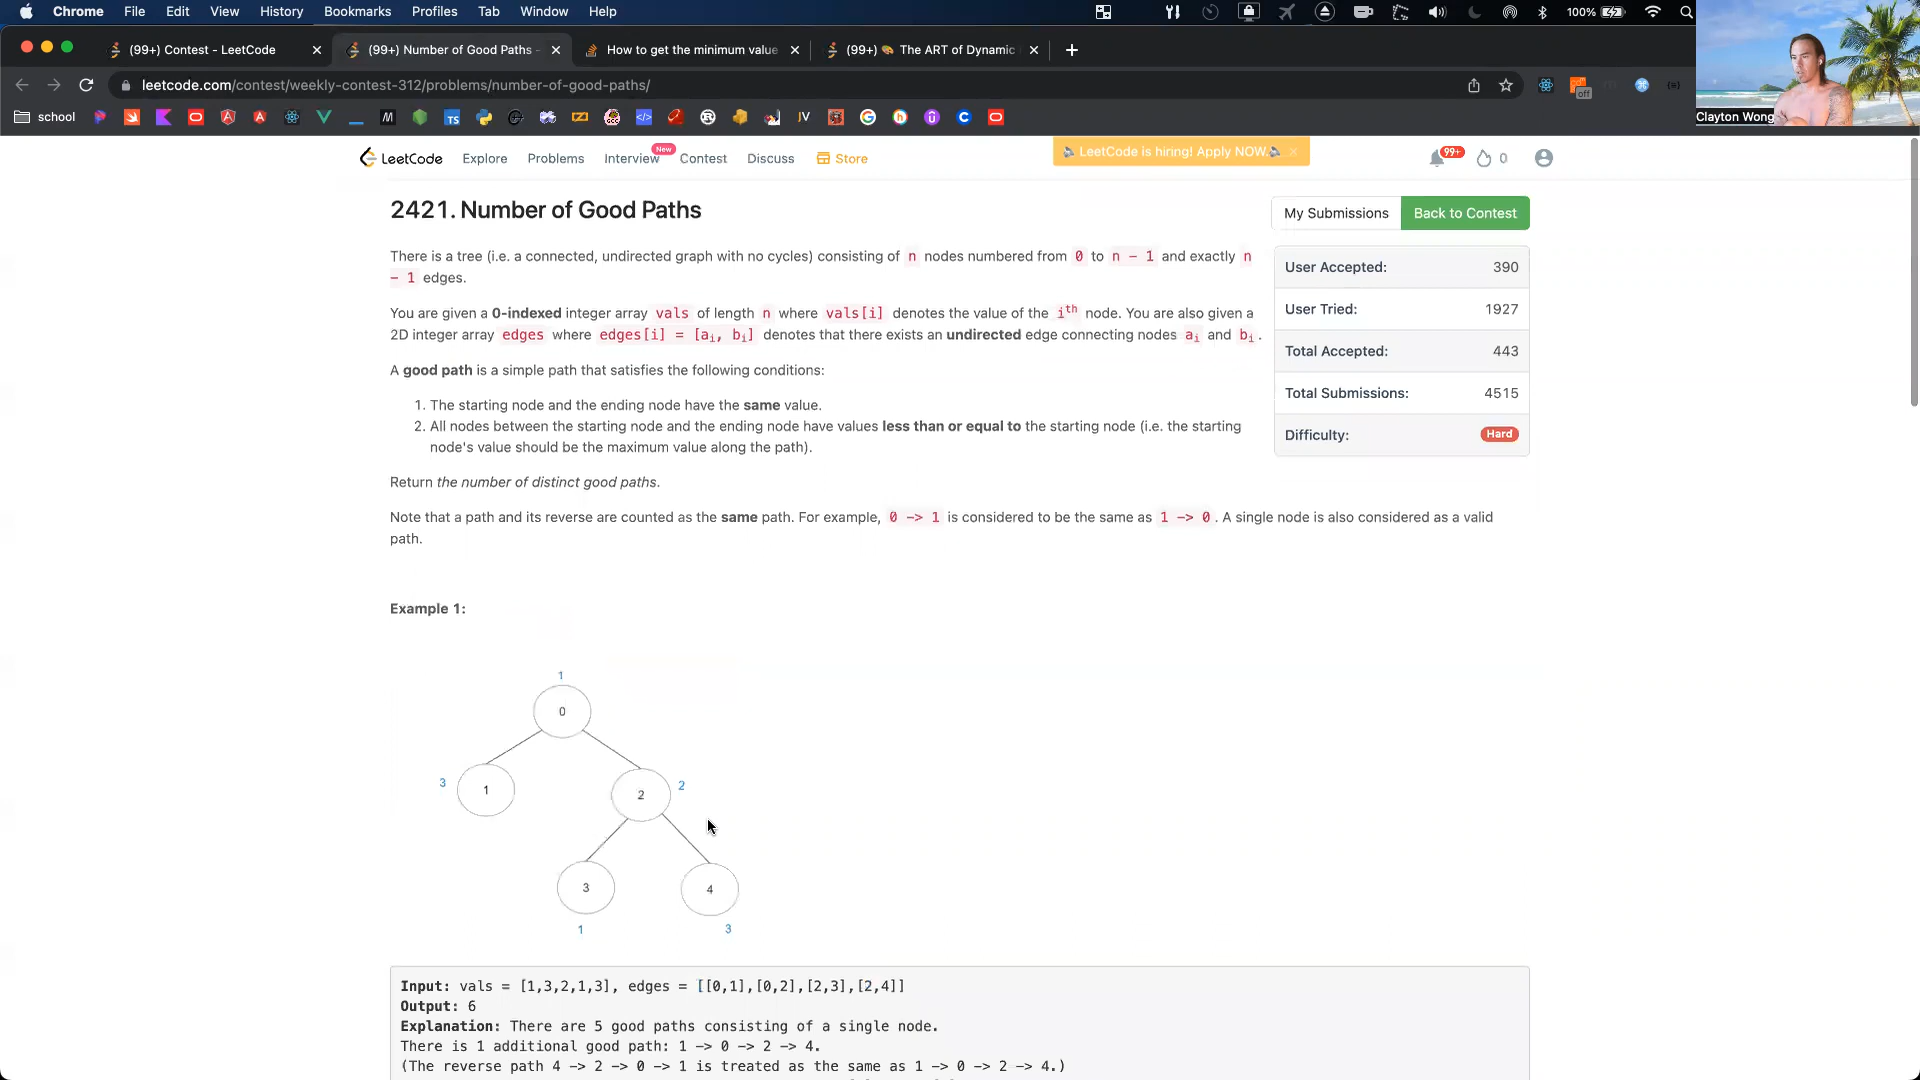 Chrome File Edit View History Bookmarks Profiles Tab Window Help 100%
(99+) Contest - LeetCode (99+) Number of Good Paths - How to get the minimum value (99+) The ART of Dynamic
leetcode.com/contest/weekly-contest-312/problems/number-of-good-paths/
off
school
Clayton Wong
LeetCode Explore Problems Interview New Contest Discuss Store
LeetCode is hiring! Apply NOW. 99+ 0
2421. Number of Good Paths
My Submissions Back to Contest
There is a tree (i.e. a connected, undirected graph with no cycles) consisting of n nodes numbered from 0 to n - 1 and exactly n
- 1 edges.
You are given a 0-indexed integer array vals of length n where vals[i] denotes the value of the ith node. You are also given a
2D integer array edges where edges[i] = [ai, bi] denotes that there exists an undirected edge connecting nodes ai and bi.
A good path is a simple path that satisfies the following conditions:
1. The starting node and the ending node have the same value.
2. All nodes between the starting node and the ending node have values less than or equal to the starting node (i.e. the starting
node's value should be the maximum value along the path).
Return the number of distinct good paths.
Note that a path and its reverse are counted as the same path. For example, 0 -> 1 is considered to be the same as 1 -> 0. A single node is also considered as a valid
path.
User Accepted: 390
User Tried: 1927
Total Accepted: 443
Total Submissions: 4515
Difficulty: Hard
Example 1:
1
0
3 1 2 2
3 4
1 3
Input: vals = [1,3,2,1,3], edges = [[0,1],[0,2],[2,3],[2,4]]
Output: 6
Explanation: There are 5 good paths consisting of a single node.
There is 1 additional good path: 1 -> 0 -> 2 -> 4.
(The reverse path 4 -> 2 -> 0 -> 1 is treated as the same as 1 -> 0 -> 2 -> 4.)